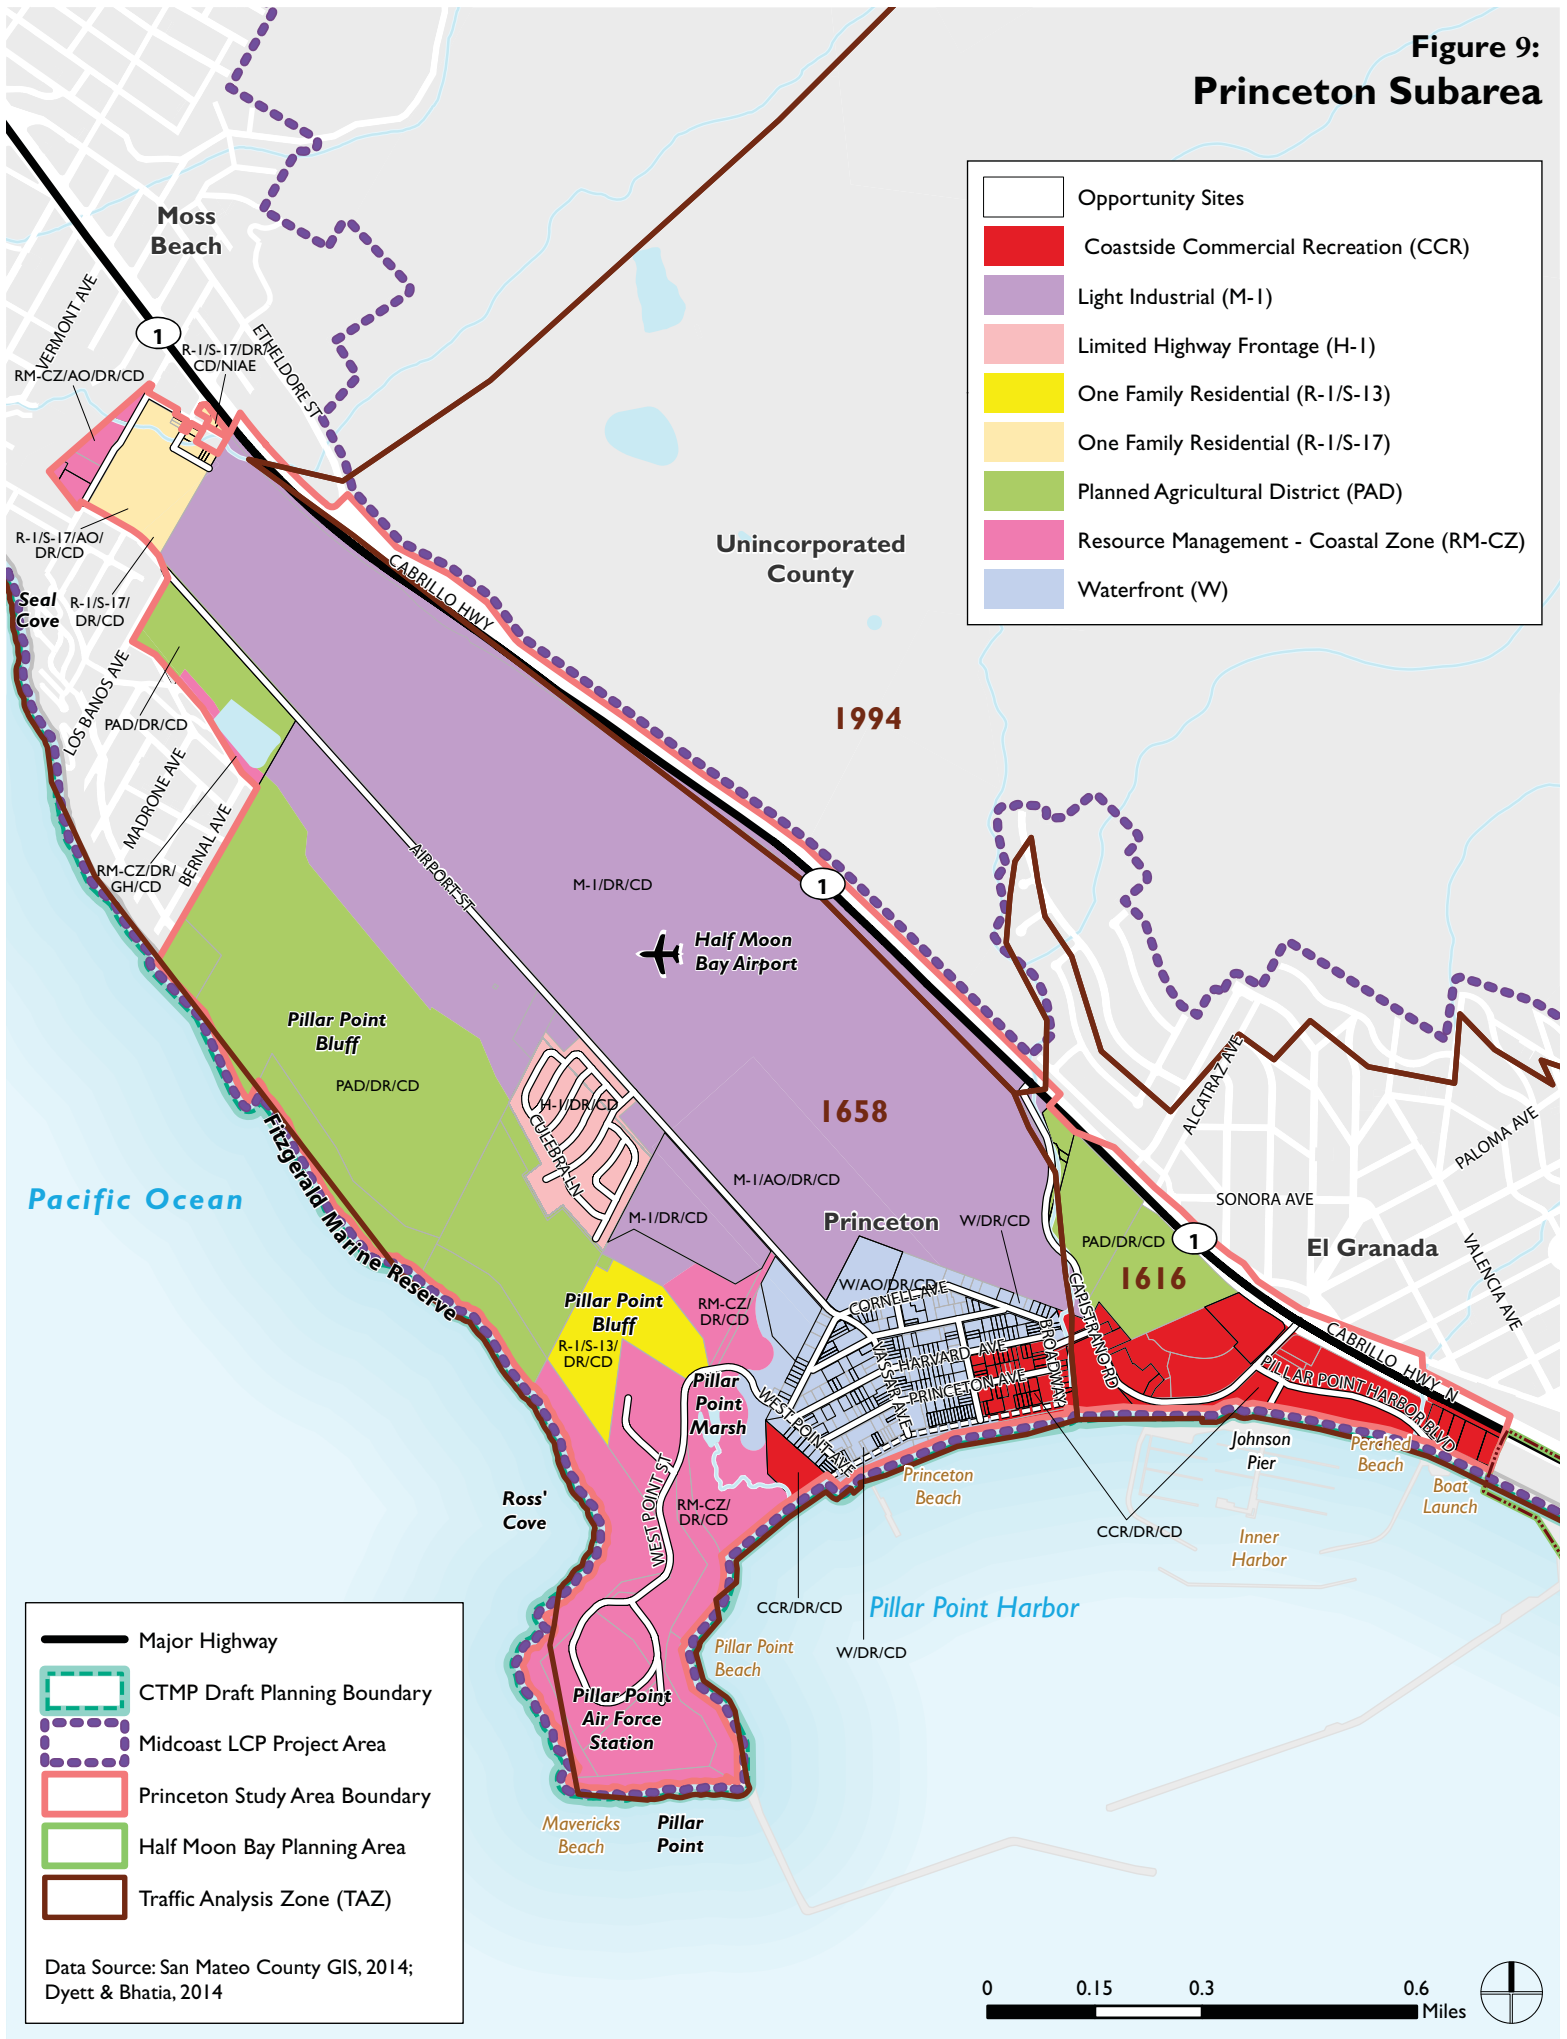 Figure 9:
Princeton Subarea
Opportunity Sites
Coastside Commercial Recreation (CCR)
Light Industrial (M-1)
Limited Highway Frontage (H-1)
One Family Residential (R-1/S-13)
One Family Residential (R-1/S-17)
Planned Agricultural District (PAD)
Resource Management - Coastal Zone (RM-CZ)
Waterfront (W)
Moss
Beach
VERMONT AVE
1
R-1/S-17/DR/
CD/NIAE
ETHELDORE ST
RM-CZ/AO/DR/CD
R-1/S-17/AO/
DR/CD
Seal
Cove
R-1/S-17/
DR/CD
CABRILLO HWY
Unincorporated
County
LOS BANOS AVE
PAD/DR/CD
1994
MADRONE AVE
BERNAL AVE
RM-CZ/DR/
GH/CD
AIRPORT ST
M-1/DR/CD
1
Half Moon
Bay Airport
Pillar Point
Bluff
PAD/DR/CD
H-1/DR/CD
CULEBRA LN
1658
ALCATRAZ AVE
PALOMA AVE
Fitzgerald Marine Reserve
Pacific Ocean
M-1/AO/DR/CD
M-1/DR/CD
Princeton
W/DR/CD
SONORA AVE
PAD/DR/CD
1
El Granada
VALENCIA AVE
1616
W/AO/DR/CD
CORNELL AVE
CAPISTRANO RD
Pillar Point
Bluff
R-1/S-13/
DR/CD
RM-CZ/
DR/CD
BROADWAY
HARVARD AVE
VASSAR AVE
PRINCETON AVE
CABRILLO HWY N
PILLAR POINT HARBOR BLVD
Pillar
Point
Marsh
WEST POINT AVE
Johnson
Pier
Perched
Beach
Boat
Launch
Princeton
Beach
Ross'
Cove
WEST POINT ST
RM-CZ/
DR/CD
CCR/DR/CD
Inner
Harbor
CCR/DR/CD
Pillar Point Harbor
W/DR/CD
Pillar Point
Beach
Pillar Point
Air Force
Station
Mavericks
Beach
Pillar
Point
Major Highway
CTMP Draft Planning Boundary
Midcoast LCP Project Area
Princeton Study Area Boundary
Half Moon Bay Planning Area
Traffic Analysis Zone (TAZ)
Data Source: San Mateo County GIS, 2014;
Dyett & Bhatia, 2014
0 0.15 0.3 0.6
Miles